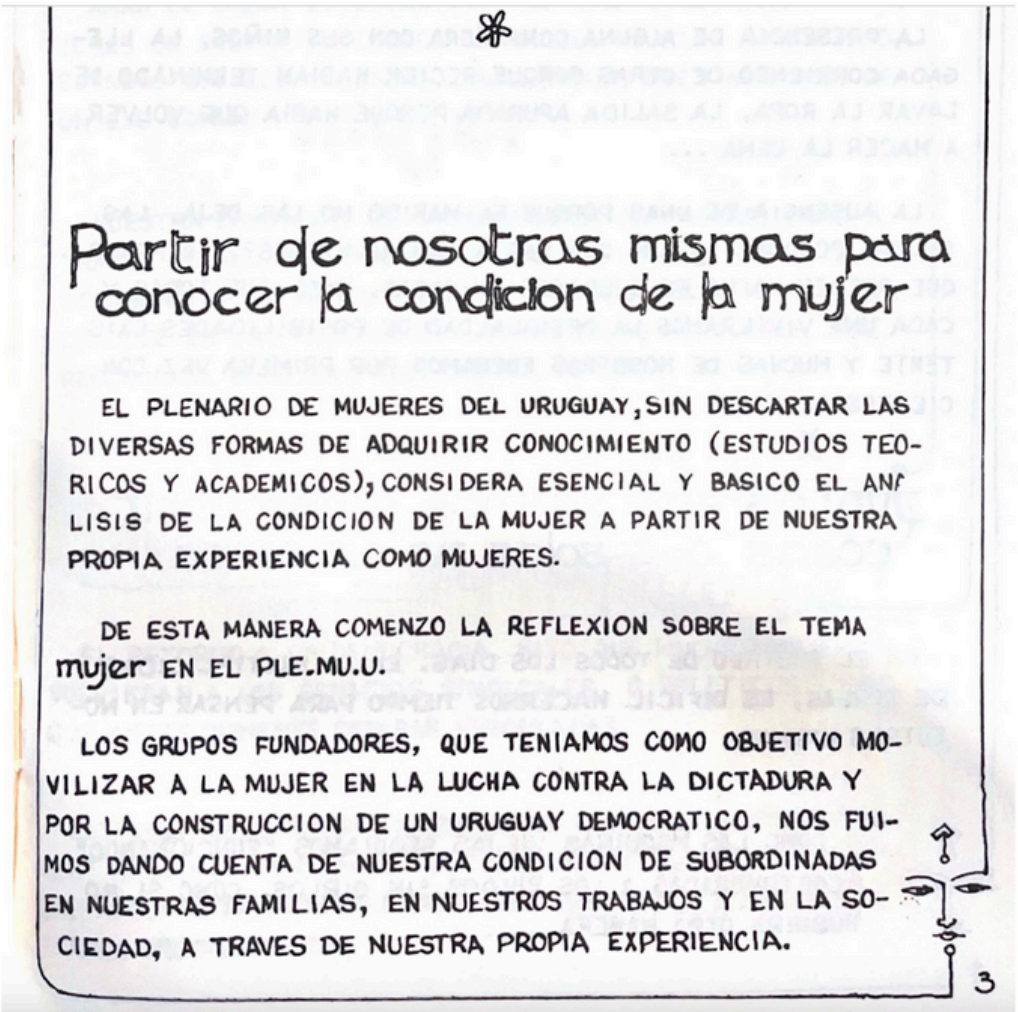 Partir de nosotras mismas para
conocer la condicion de la mujer
EL PLENARIO DE MUJERES DEL URUGUAY, SIN DESCARTAR LAS
DIVERSAS FORMAS DE ADQUIRIR CONOCIMIENTO (ESTUDIOS TEO-
RICOS Y ACADEMICOS), CONSIDERA ESENCIAL Y BASICO EL
LISIS DE LA CONDICION DE LA MUJER A PARTIR DE NUESTRA
PROPIA EXPERIENCIA COMO MUJERES.
DE ESTA MANERA COMENZO LA REFLEXION SOBRE EL TEMA
mujer EN EL PLE.MU.U.
LOS GRUPOS FUNDADORES, QUE TENIAMOS COMO OBJETIVO MO-
VILIZAR A LA MUJER EN LA LUCHA CONTRA LA DICTADURA Y
POR LA CONSTRUCCION DE UN URUGUAY DEMOCRATICO, NOS FUI-
MOS DANDO CUENTA DE NUESTRA CONDICION DE SUBORDINADAS
EN NUESTRAS FAMILIAS, EN NUESTROS TRABAJOS Y EN LA SO-
CIEDAD, A TRAVES DE NUESTRA PROPIA EXPERIENCIA.
3